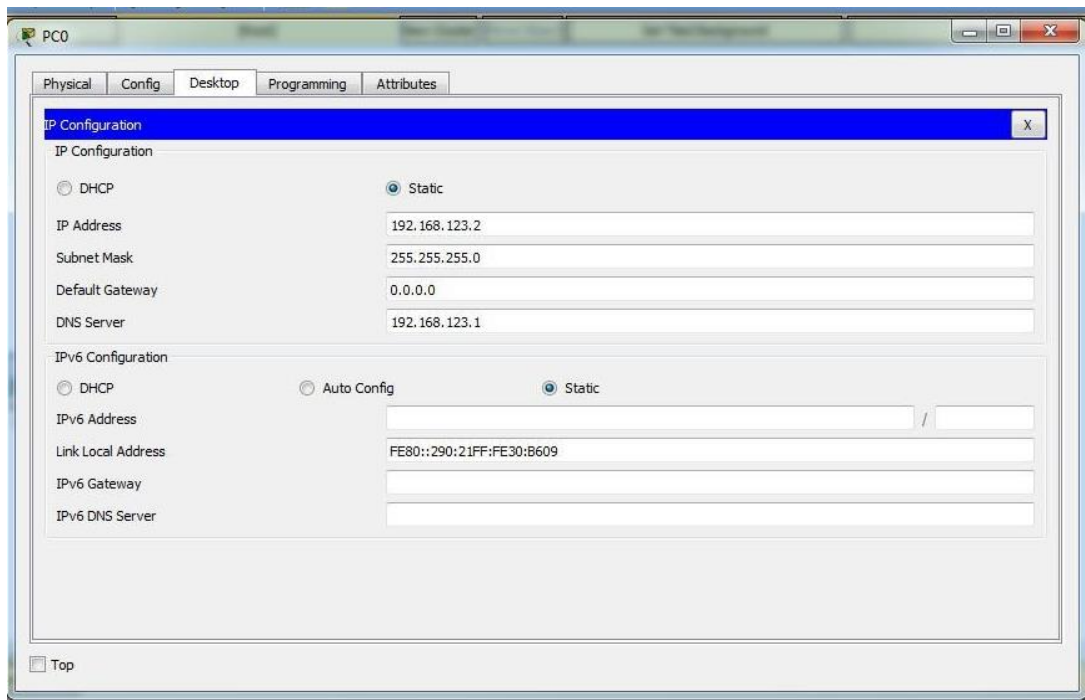 PC0
Physical Config Desktop Programming Attributes
IP Configuration X
IP Configuration
DHCP Static
IP Address 192.168.123.2
Subnet Mask 255.255.255.0
Default Gateway 0.0.0.0
DNS Server 192.168.123.1
IPv6 Configuration
DHCP Auto Config Static
IPv6 Address /
Link Local Address FE80::290:21FF:FE30:B609
IPv6 Gateway
IPv6 DNS Server
Top